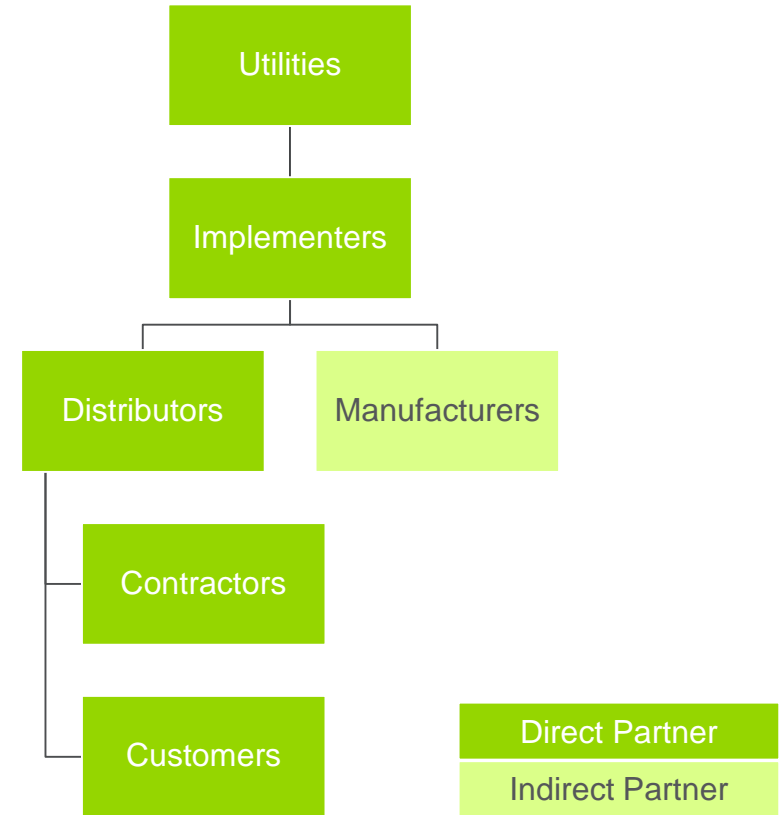 Utilities
Implementers
Distributors
Manufacturers
Contractors
Customers
Direct Partner
Indirect Partner